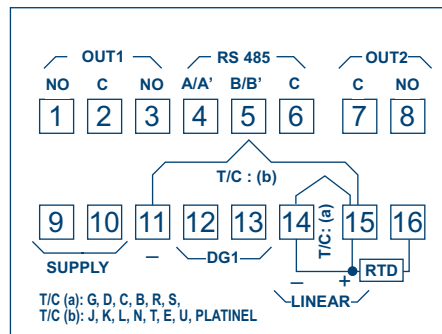 OUT1 RS 485 OUT2
NO C NO A/A' B/B' C C NO
1 2 3 4 5 6 7 8
T/C : (b)
T/C: (a)
9 10 11 12 13 14 15 16
SUPPLY – DG1 – + RTD
LINEAR
T/C (a): G, D, C, B, R, S,
T/C (b): J, K, L, N, T, E, U, PLATINEL